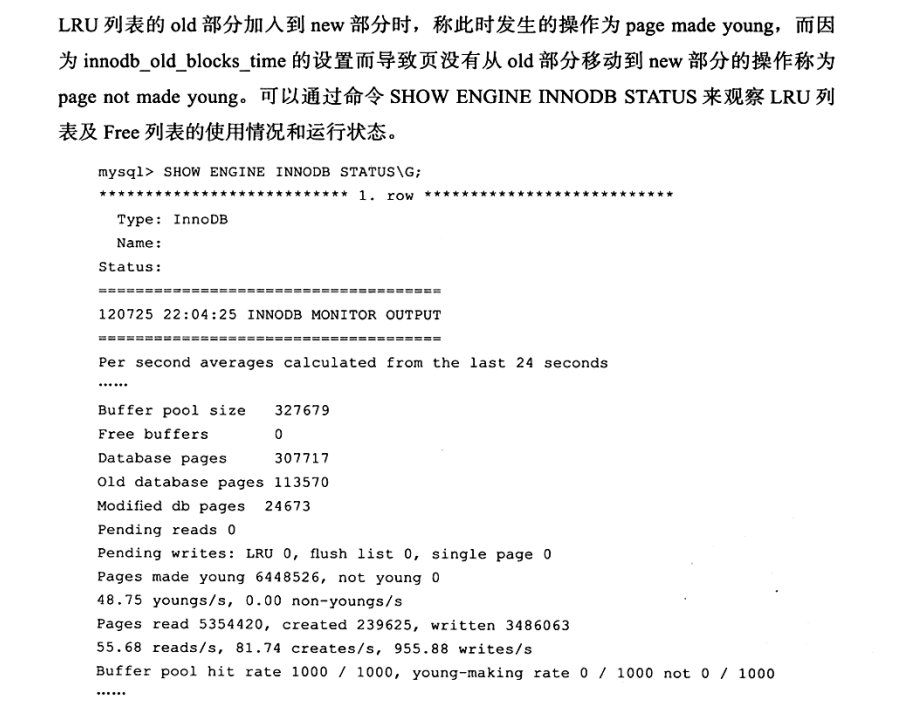 LRU 列表的 old 部分加入到 new 部分时，称此时发生的操作为 page made young，而因
为 innodb_old_blocks_time 的设置而导致页没有从 old 部分移动到 new 部分的操作称为
page not made young。可以通过命令 SHOW ENGINE INNODB STATUS 来观察 LRU 列
表及 Free 列表的使用情况和运行状态。
mysql> SHOW ENGINE INNODB STATUS\G;
*************************** 1. row ***************************
Type: InnoDB
Name:
Status:
=====================================
120725 22:04:25 INNODB MONITOR OUTPUT
=====================================
Per second averages calculated from the last 24 seconds
……
Buffer pool size   327679
Free buffers       0
Database pages     307717
Old database pages 113570
Modified db pages  24673
Pending reads 0
Pending writes: LRU 0, flush list 0, single page 0
Pages made young 6448526, not young 0
48.75 youngs/s, 0.00 non-youngs/s
Pages read 5354420, created 239625, written 3486063
55.68 reads/s, 81.74 creates/s, 955.88 writes/s
Buffer pool hit rate 1000 / 1000, young-making rate 0 / 1000 not 0 / 1000
……